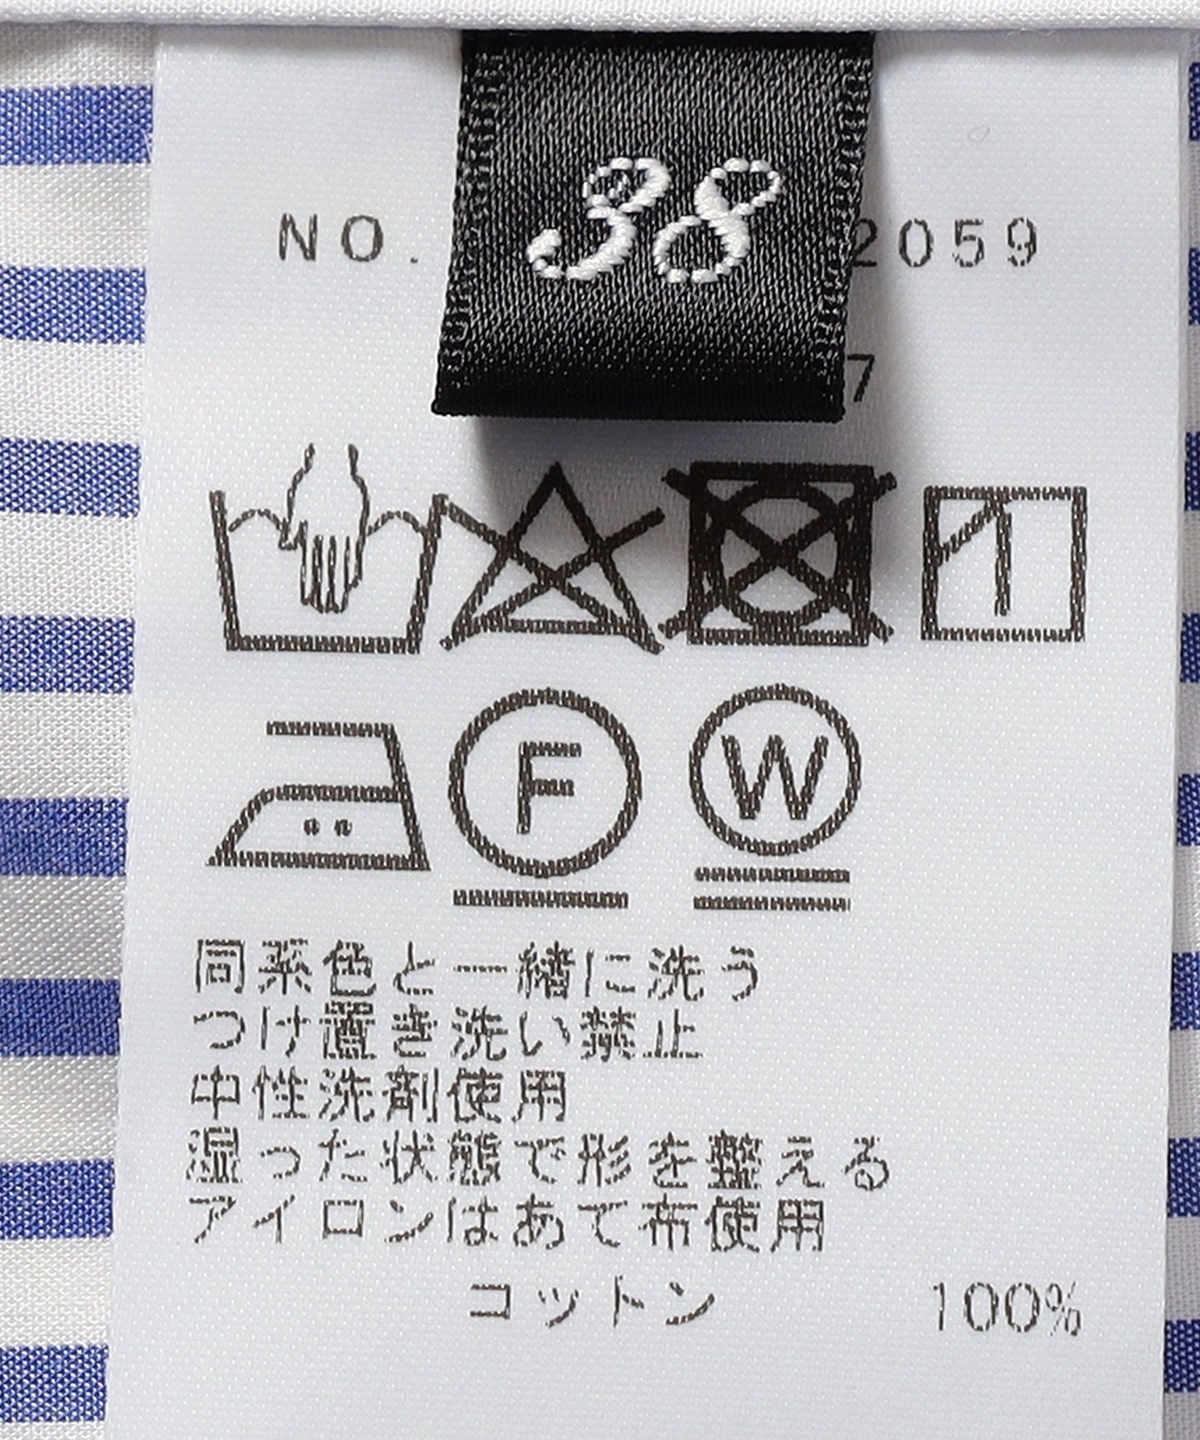 38
NO. 2059
7
F
W
同系色と一緒に洗う
つけ置き洗い禁止
中性洗剤使用
濕った状態で形を整える
アイロンはあて布使用
コットン 100%